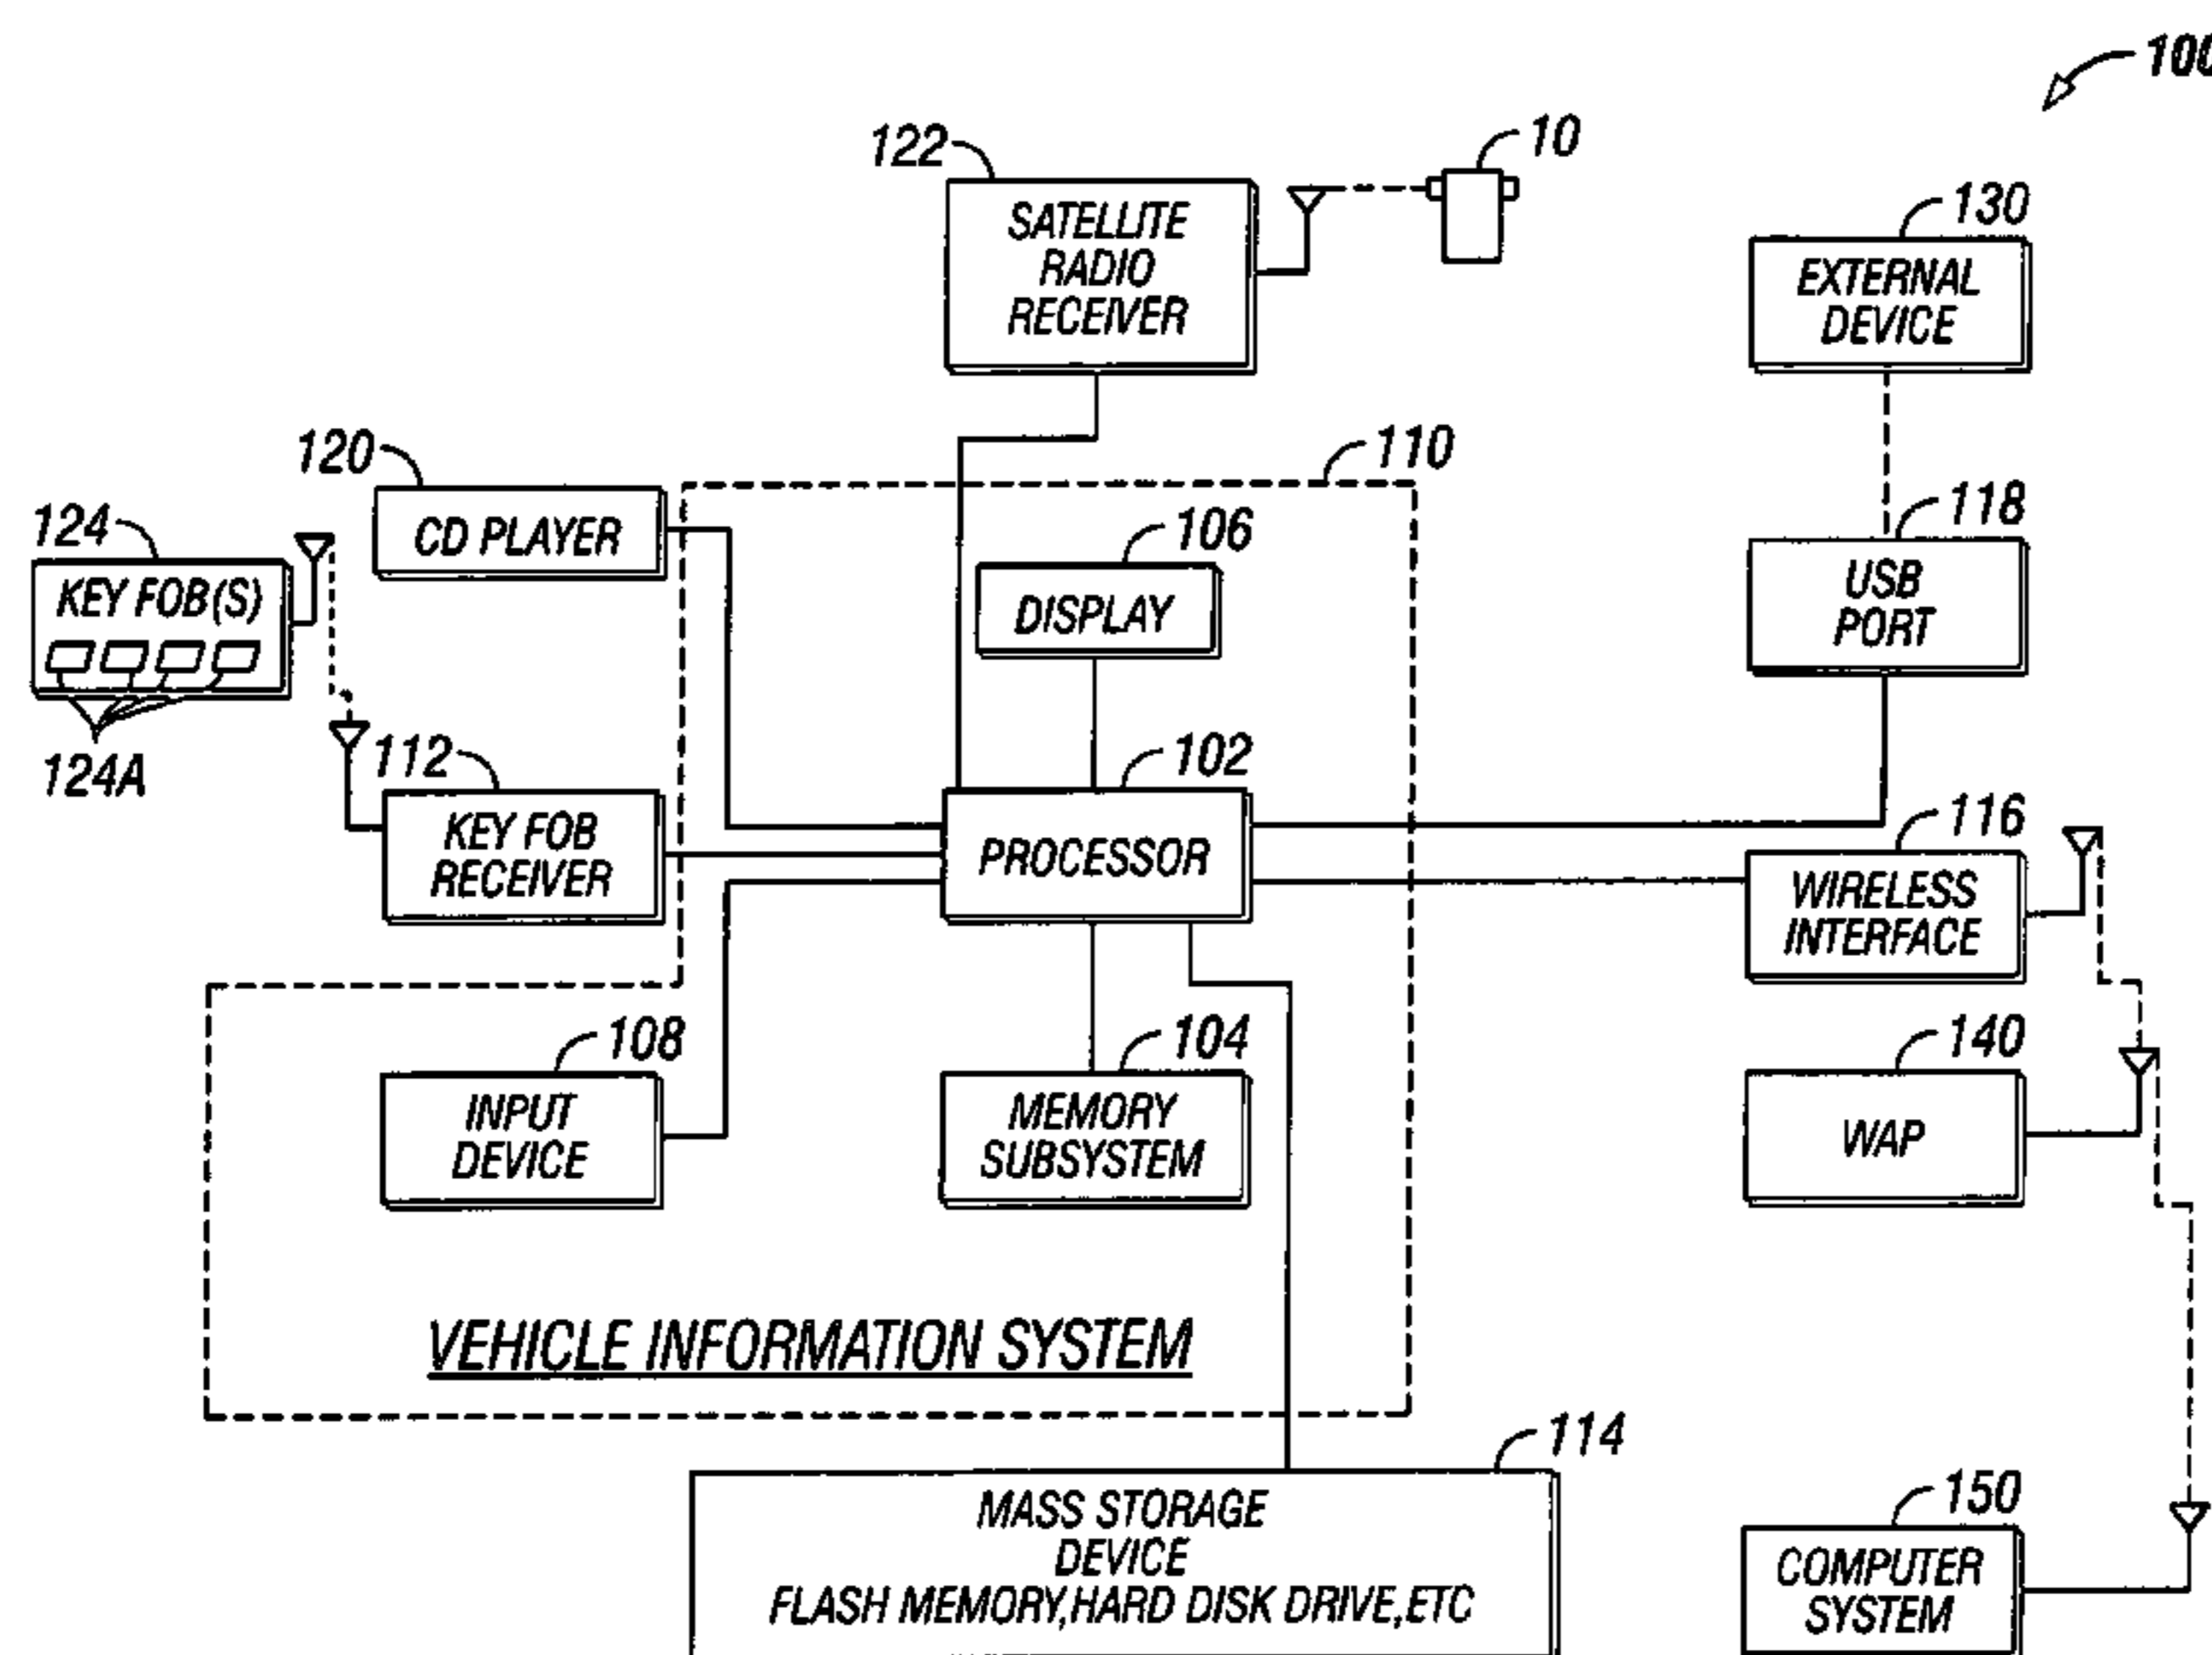 100
122
10
SATELLITE
RADIO
RECEIVER
130
EXTERNAL
DEVICE
120
110
CD PLAYER
124
KEY FOB(S)
106
DISPLAY
118
USB
PORT
124A
112
KEY FOB
RECEIVER
102
PROCESSOR
116
WIRELESS
INTERFACE
108
INPUT
DEVICE
104
MEMORY
SUBSYSTEM
140
WAP
VEHICLE INFORMATION SYSTEM
114
MASS STORAGE
DEVICE
FLASH MEMORY,HARD DISK DRIVE,ETC
150
COMPUTER
SYSTEM